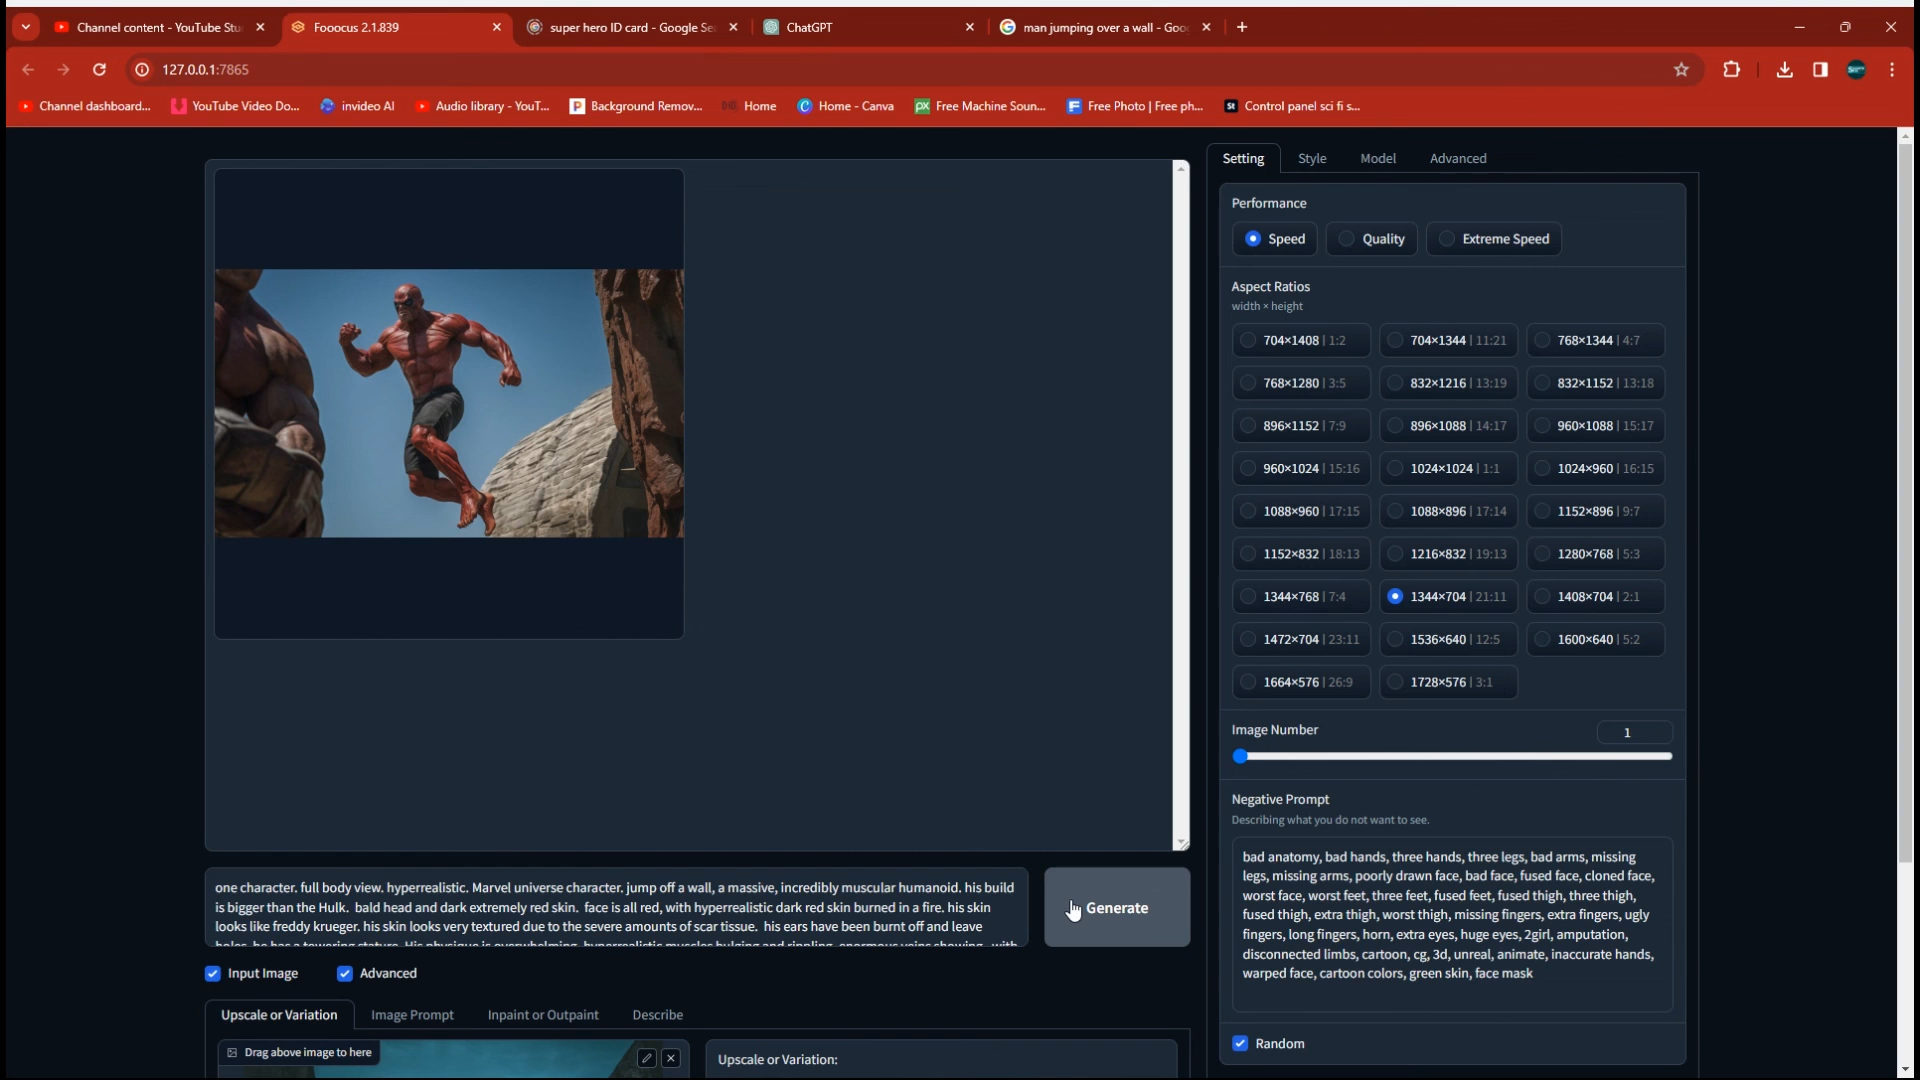 Channel content - YouTube Stu
Fooocus 2.1.839
super hero ID card - Google Se
ChatGPT
man jumping over a wall - Goo
127.0.0.1:7865
Channel dashboard...
YouTube Video Do...
invideo AI
Audio library - YouT...
Background Remov...
Home
Home - Canva
Free Machine Soun...
Free Photo | Free ph...
Control panel sci fi s...
Setting Style Model Advanced
Performance
Speed Quality Extreme Speed
Aspect Ratios
width × height
704×1408 | 1:2 704×1344 | 11:21 768×1344 | 4:7
768×1280 | 3:5 832×1216 | 13:19 832×1152 | 13:18
896×1152 | 7:9 896×1088 | 14:17 960×1088 | 15:17
960×1024 | 15:16 1024×1024 | 1:1 1024×960 | 16:15
1088×960 | 17:15 1088×896 | 17:14 1152×896 | 9:7
1152×832 | 18:13 1216×832 | 19:13 1280×768 | 5:3
1344×768 | 7:4 1344×704 | 21:11 1408×704 | 2:1
1472×704 | 23:11 1536×640 | 12:5 1600×640 | 5:2
1664×576 | 26:9 1728×576 | 3:1
Image Number 1
Negative Prompt
Describing what you do not want to see.
bad anatomy, bad hands, three hands, three legs, bad arms, missing
legs, missing arms, poorly drawn face, bad face, fused face, cloned face,
worst face, worst feet, three feet, fused feet, fused thigh, three thigh,
fused thigh, extra thigh, worst thigh, missing fingers, extra fingers, ugly
fingers, long fingers, horn, extra eyes, huge eyes, 2girl, amputation,
disconnected limbs, cartoon, cg, 3d, unreal, animate, inaccurate hands,
warped face, cartoon colors, green skin, face mask
Random
one character. full body view. hyperrealistic. Marvel universe character. jump off a wall, a massive, incredibly muscular humanoid. his build
is bigger than the Hulk. bald head and dark extremely red skin. face is all red, with hyperrealistic dark red skin burned in a fire. his skin
looks like freddy krueger. his skin looks very textured due to the severe amounts of scar tissue. his ears have been burnt off and leave
holes. he has a towering stature. His physique is overwhelming, hyperrealistic muscles bulging and rippling, enormous veins showing, with
Generate
Input Image Advanced
Upscale or Variation Image Prompt Inpaint or Outpaint Describe
Drag above image to here
Upscale or Variation: